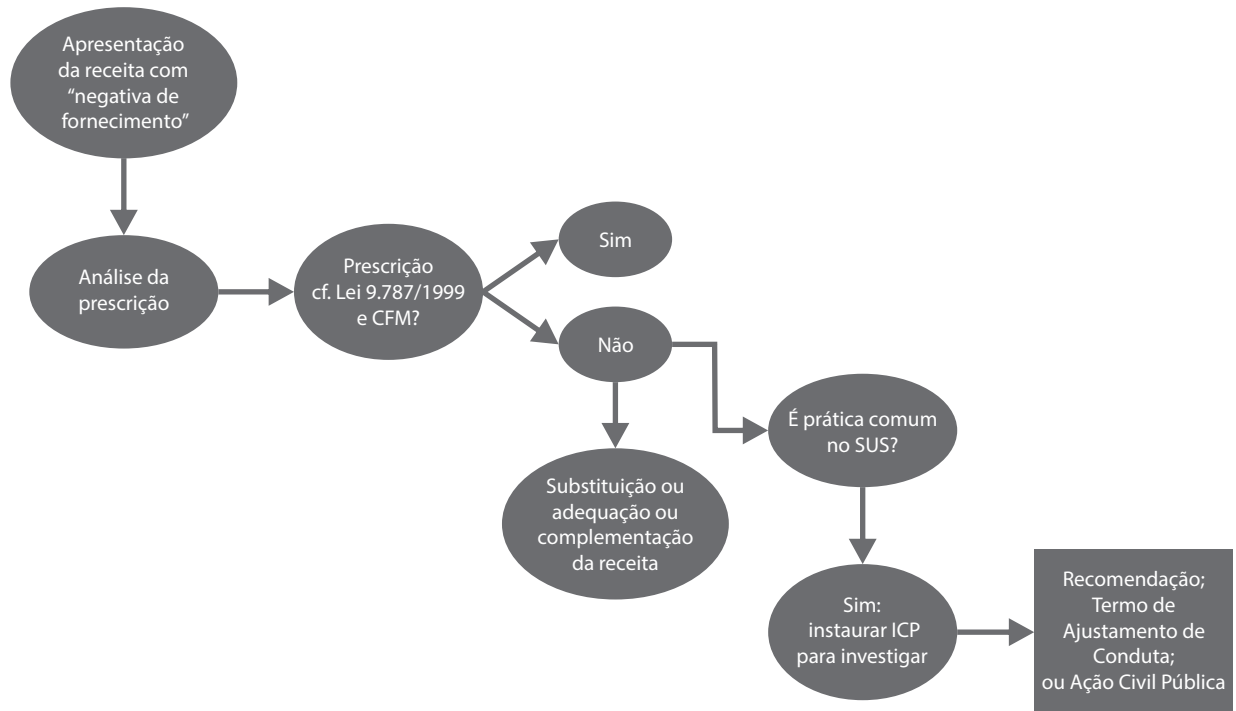 Apresentação
da receita com
“negativa de
fornecimento”
Análise da
prescrição
Prescrição
cf. Lei 9.787/1999
e CFM?
Sim
Não
Substituição ou
adequação ou
complementação
da receita
É prática comum
no SUS?
Sim:
instaurar ICP
para investigar
Recomendação;
Termo de
Ajustamento de
Conduta;
ou Ação Civil Pública